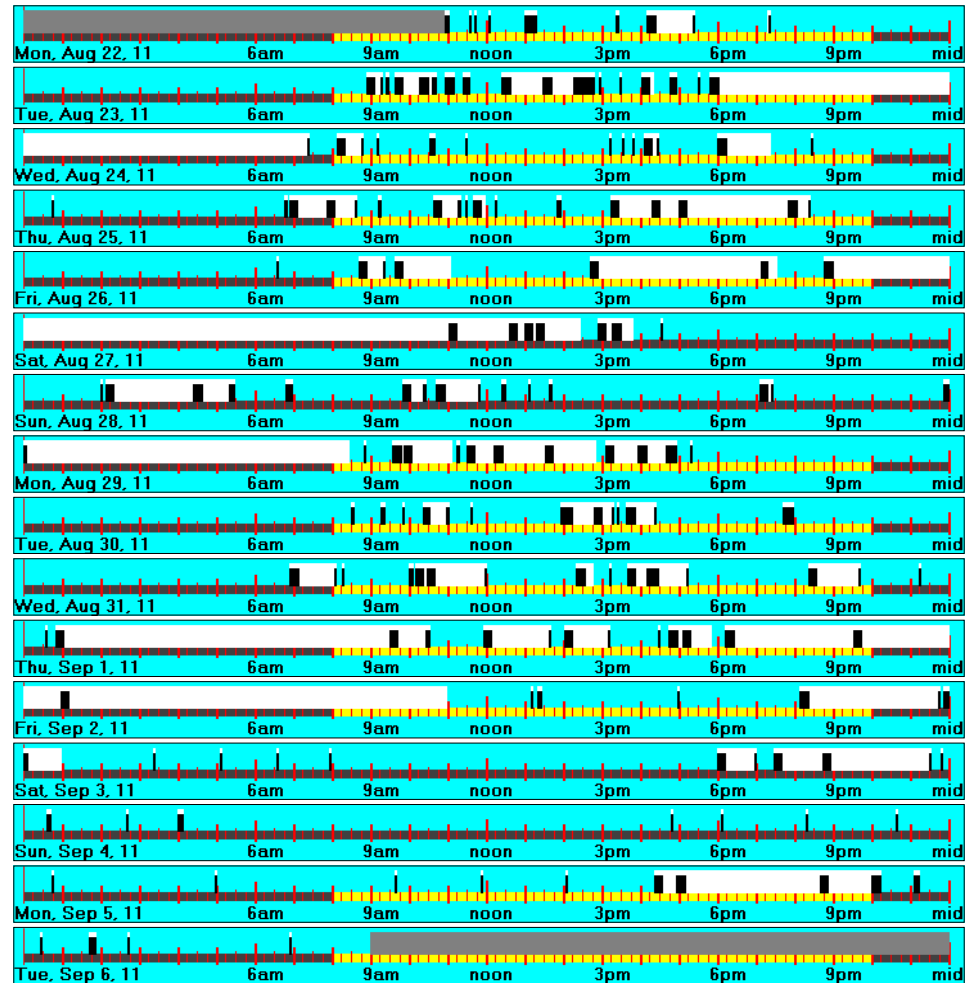 Mon, Aug 22, 11 6am 9am noon 3pm 6pm 9pm mid
Tue, Aug 23, 11 6am 9am noon 3pm 6pm 9pm mid
Wed, Aug 24, 11 6am 9am noon 3pm 6pm 9pm mid
Thu, Aug 25, 11 6am 9am noon 3pm 6pm 9pm mid
Fri, Aug 26, 11 6am 9am noon 3pm 6pm 9pm mid
Sat, Aug 27, 11 6am 9am noon 3pm 6pm 9pm mid
Sun, Aug 28, 11 6am 9am noon 3pm 6pm 9pm mid
Mon, Aug 29, 11 6am 9am noon 3pm 6pm 9pm mid
Tue, Aug 30, 11 6am 9am noon 3pm 6pm 9pm mid
Wed, Aug 31, 11 6am 9am noon 3pm 6pm 9pm mid
Thu, Sep 1, 11 6am 9am noon 3pm 6pm 9pm mid
Fri, Sep 2, 11 6am 9am noon 3pm 6pm 9pm mid
Sat, Sep 3, 11 6am 9am noon 3pm 6pm 9pm mid
Sun, Sep 4, 11 6am 9am noon 3pm 6pm 9pm mid
Mon, Sep 5, 11 6am 9am noon 3pm 6pm 9pm mid
Tue, Sep 6, 11 6am 9am noon 3pm 6pm 9pm mid